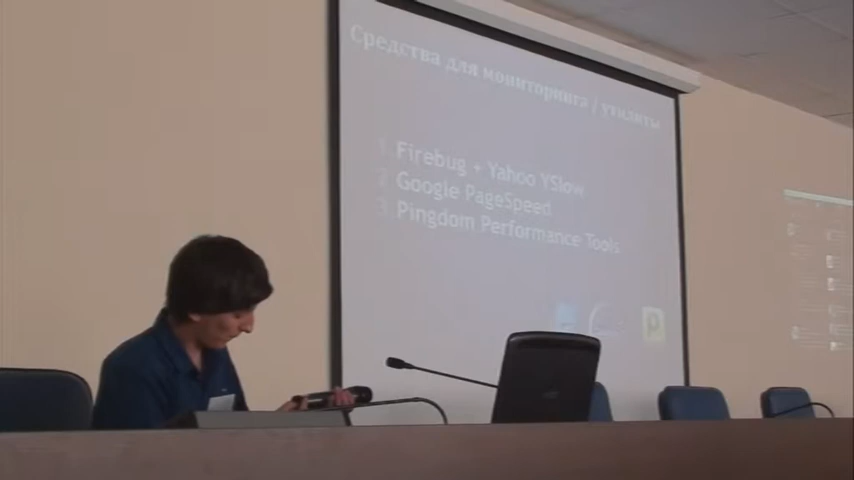 Средства для мониторинга / утилиты
1 Firebug + Yahoo YSlow
2 Google PageSpeed
3 Pingdom Performance Tools